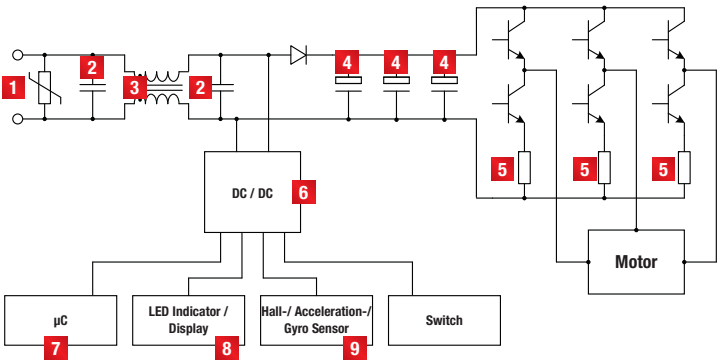 4 4 4
2
1 3 2
5 5 5
DC / DC 6
Motor
µC
LED Indicator /
Display
Hall-/ Acceleration-/
Gyro Sensor
Switch
7 8 9